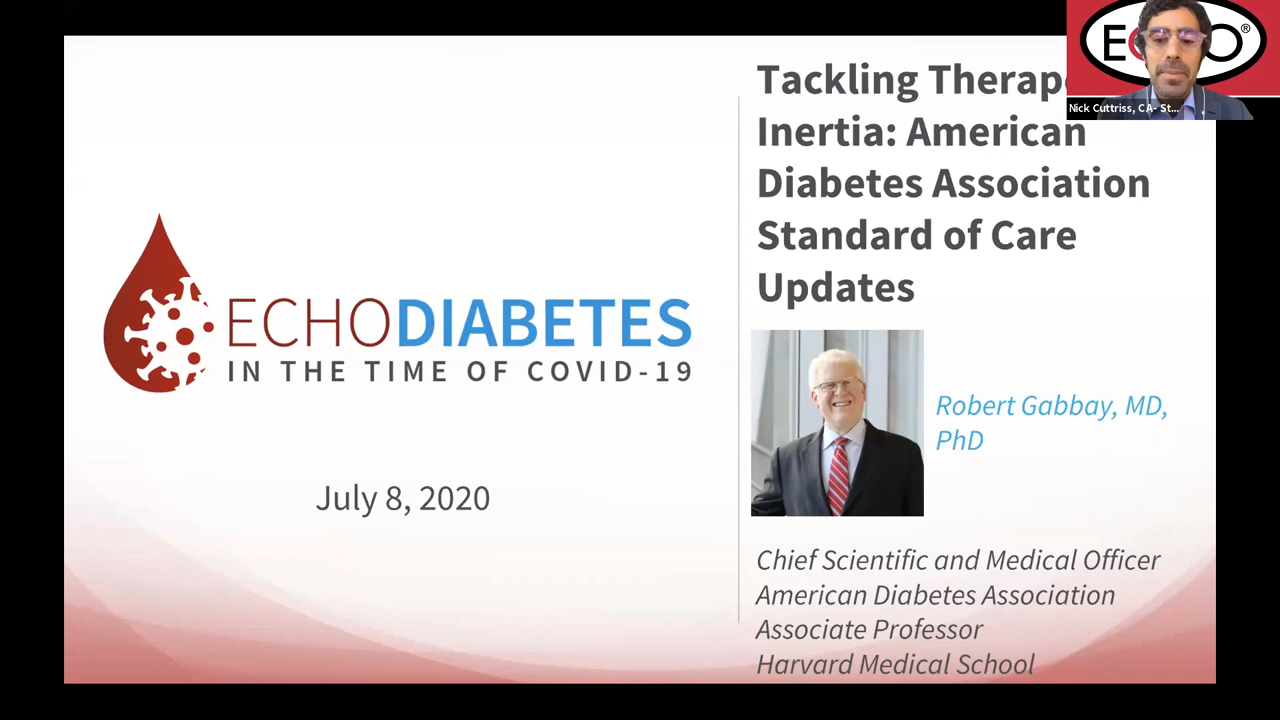 ECHODIABETES
IN THE TIME OF COVID-19
July 8, 2020
Tackling
Inertia: American
Diabetes Association
Standard of Care
Updates
Robert Gabbay, MD,
PhD
Chief Scientific and Medical Officer
American Diabetes Association
Associate Professor
Harvard Medical School
Nick Cuttriss, CA- St...